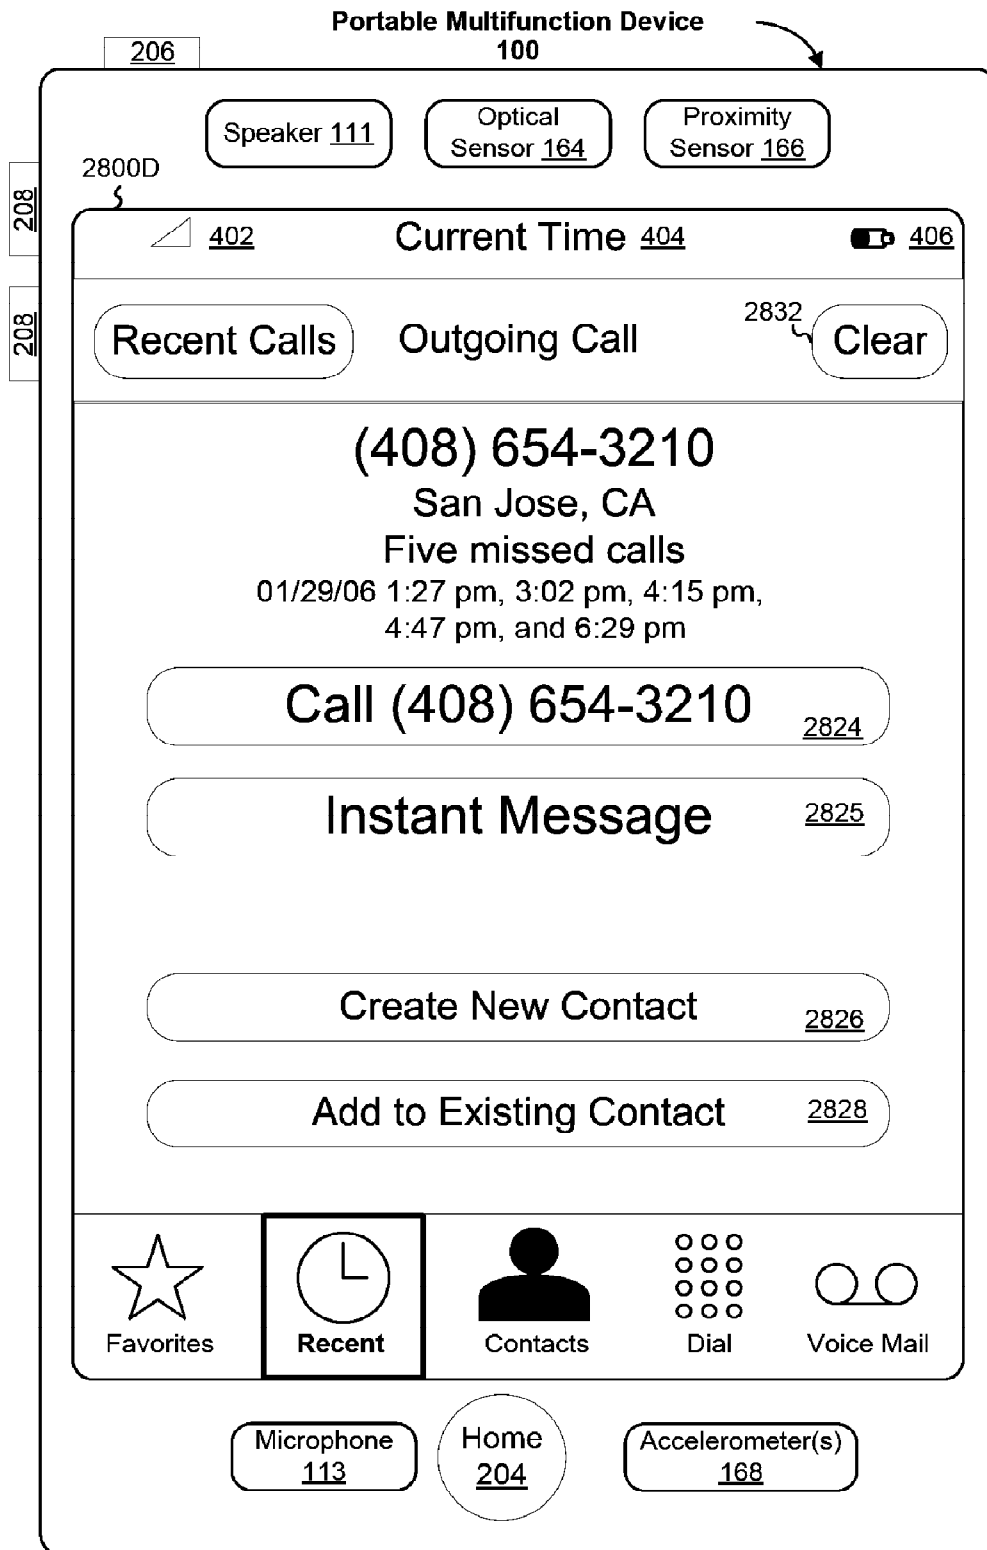 Portable Multifunction Device
100
206
Speaker 111
Optical
Sensor 164
Proximity
Sensor 166
208
208
2800D
402
Current Time 404
406
Recent Calls
Outgoing Call
2832
Clear
(408) 654-3210
San Jose, CA
Five missed calls
01/29/06 1:27 pm, 3:02 pm, 4:15 pm,
4:47 pm, and 6:29 pm
Call (408) 654-3210
2824
Instant Message
2825
Create New Contact
2826
Add to Existing Contact
2828
Favorites
Recent
Contacts
Dial
Voice Mail
Microphone
113
Home
204
Accelerometer(s)
168